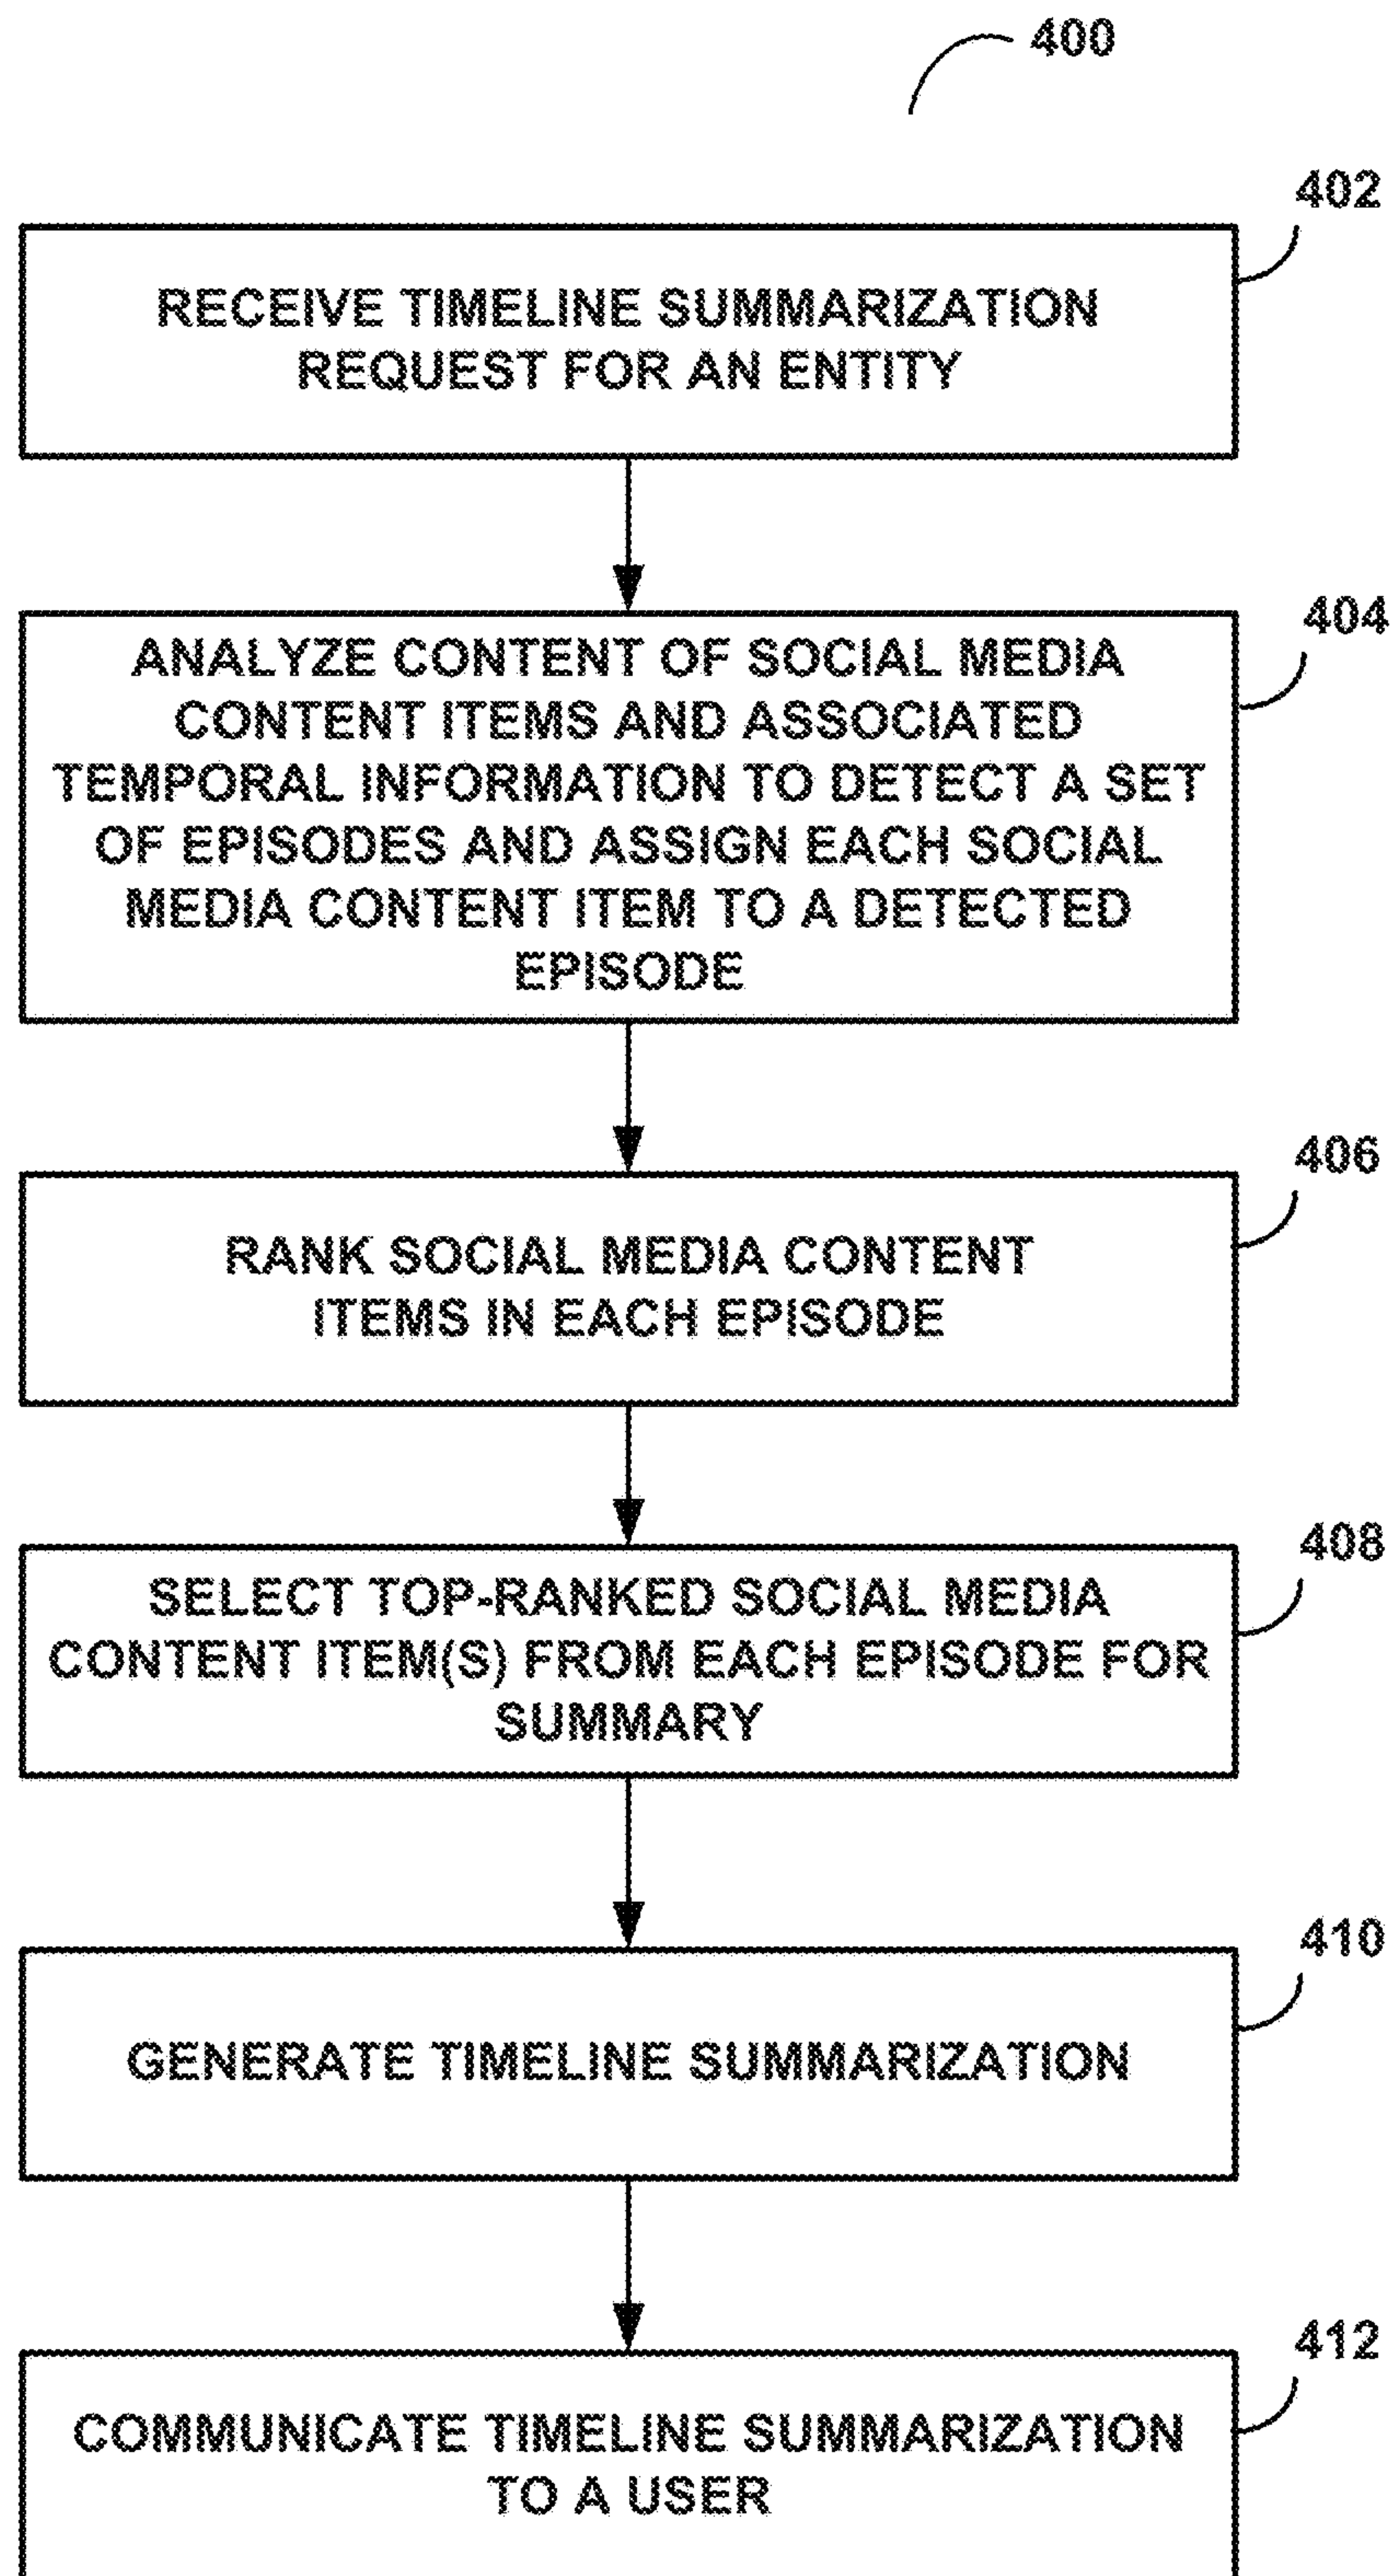 400
402
RECEIVE TIMELINE SUMMARIZATION
REQUEST FOR AN ENTITY
404
ANALYZE CONTENT OF SOCIAL MEDIA
CONTENT ITEMS AND ASSOCIATED
TEMPORAL INFORMATION TO DETECT A SET
OF EPISODES AND ASSIGN EACH SOCIAL
MEDIA CONTENT ITEM TO A DETECTED
EPISODE
406
RANK SOCIAL MEDIA CONTENT
ITEMS IN EACH EPISODE
408
SELECT TOP-RANKED SOCIAL MEDIA
CONTENT ITEM(S) FROM EACH EPISODE FOR
SUMMARY
410
GENERATE TIMELINE SUMMARIZATION
412
COMMUNICATE TIMELINE SUMMARIZATION
TO A USER